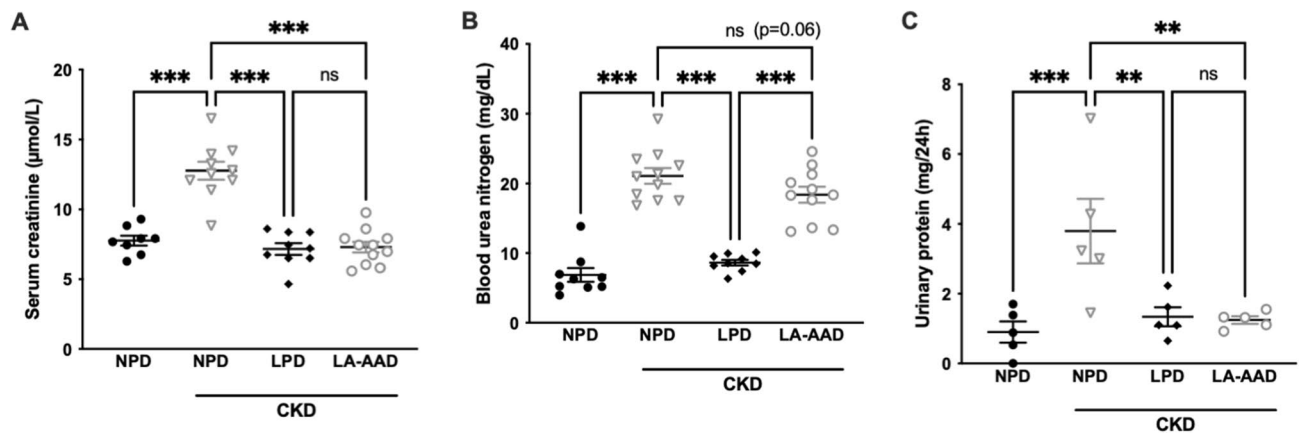 A
***
*** *** ns
Serum creatinine (µmol/L)
20
15
10
5
0
NPD NPD LPD LA-AAD
CKD
B
ns (p=0.06)
*** *** ***
Blood urea nitrogen (mg/dL)
40
30
20
10
0
NPD NPD LPD LA-AAD
CKD
C
**
*** ** ns
Urinary protein (mg/24h)
8
6
4
2
0
NPD NPD LPD LA-AAD
CKD